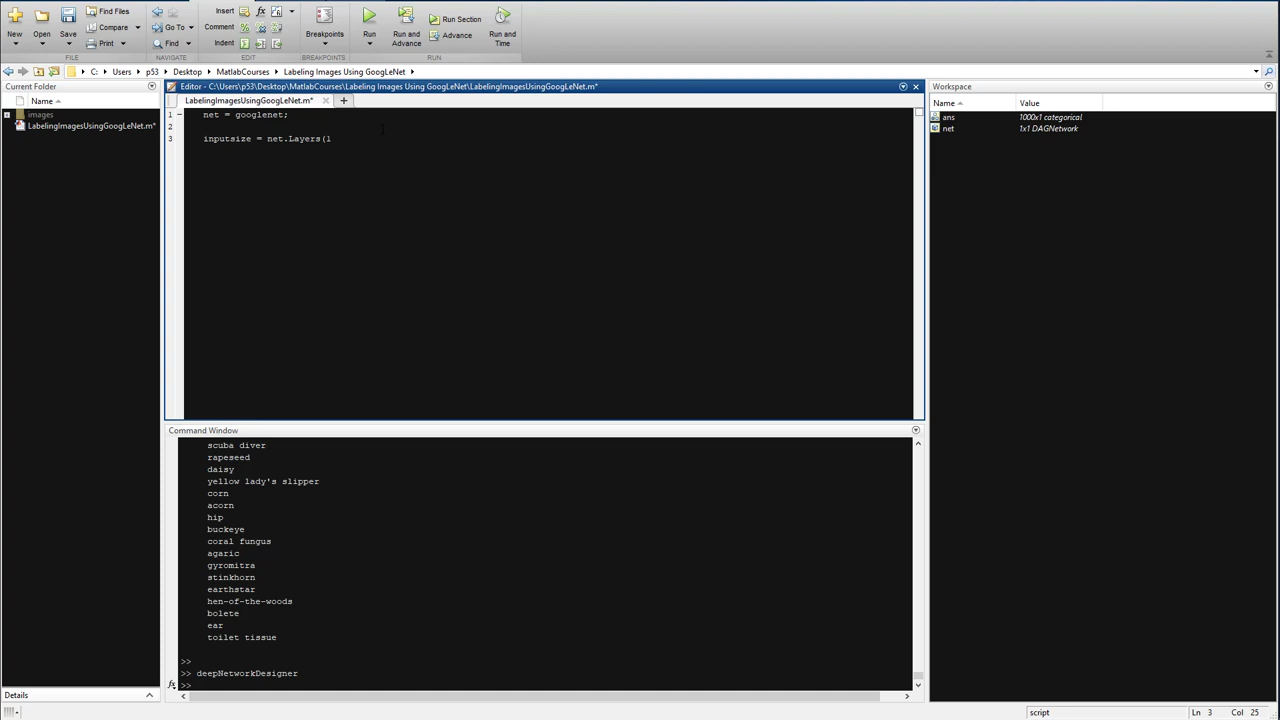 Insert
Find Files
Compare
Go To
Comment
Run Section
Advance
Print
Find
Indent
New
Open
Save
Breakpoints
Run
Run and
Advance
Run and
Time
FILE
NAVIGATE
EDIT
BREAKPOINTS
RUN
C: Users p53 Desktop MatlabCourses Labeling Images Using GoogLeNet
Current Folder
Name
images
LabelingImagesUsingGoogLeNet.m*
Details
Editor - C:\Users\p53\Desktop\MatlabCourses\Labeling Images Using GoogLeNet\LabelingImagesUsingGoogLeNet.m*
LabelingImagesUsingGoogLeNet.m*
1 net = googlenet;
2
3 inputsize = net.Layers(1
Command Window
scuba diver
rapeseed
daisy
yellow lady's slipper
corn
acorn
hip
buckeye
coral fungus
agaric
gyromitra
stinkhorn
earthstar
hen-of-the-woods
bolete
ear
toilet tissue
>>
>> deepNetworkDesigner
>>
Workspace
Name Value
ans 1000x1 categorical
net 1x1 DAGNetwork
script
Ln 3 Col 25